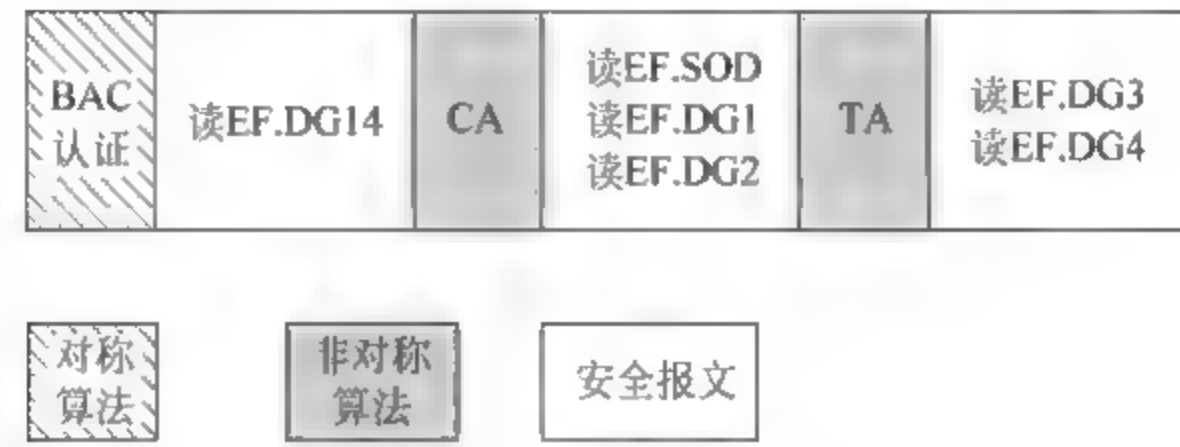 BAC
认证
读EF.DG14
CA
读EF.SOD
读EF.DG1
读EF.DG2
TA
读EF.DG3
读EF.DG4
对称
算法
非对称
算法
安全报文